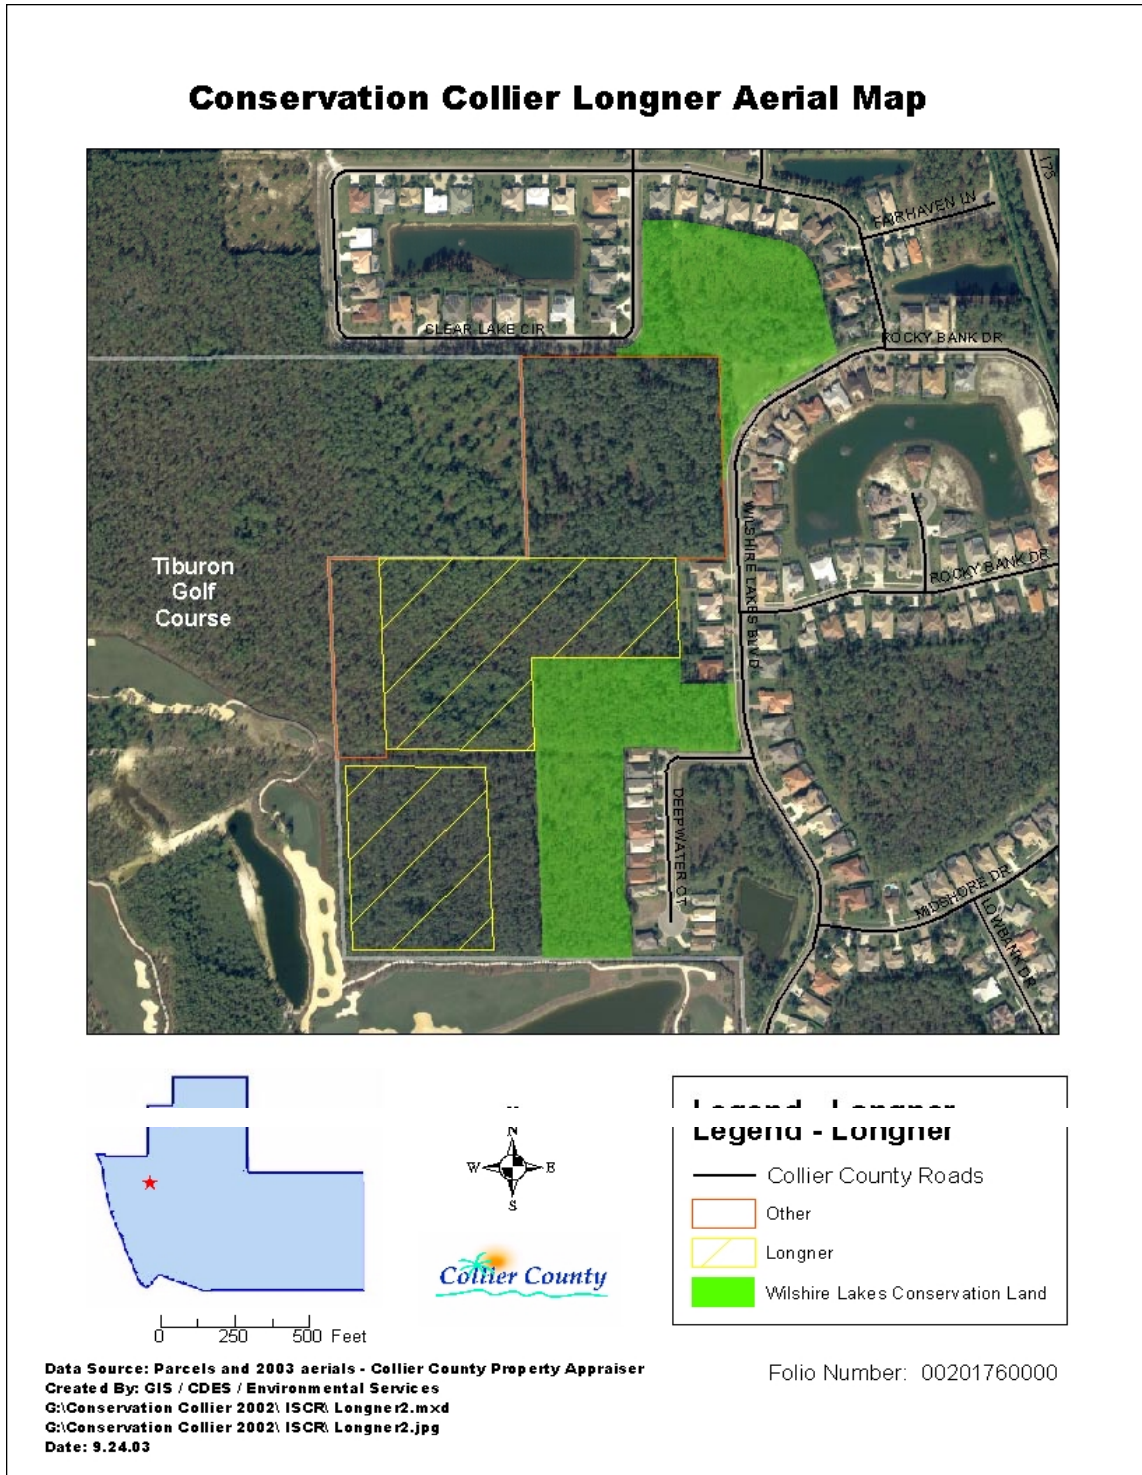 Conservation Collier Longner Aerial Map
I75
FAIRHAVEN LN
CLEAR LAKE CIR
ROCKY BANK DR
WILSHIRE LAKES BLVD
ROCKY BANK DR
Tiburon
Golf
Course
DEEPWATER CT
MIDSHORE DR
LOWBANK DR
Legend - Longner
Legend - Longner
N
W E
S
Collier County Roads
Other
Longner
Wilshire Lakes Conservation Land
Collier County
0 250 500 Feet
Data Source: Parcels and 2003 aerials - Collier County Property Appraiser
Created By: GIS / CDES / Environmental Services
G:\Conservation Collier 2002\ ISCR\ Longner2.mxd
G:\Conservation Collier 2002\ ISCR\ Longner2.jpg
Date: 9.24.03
Folio Number: 00201760000